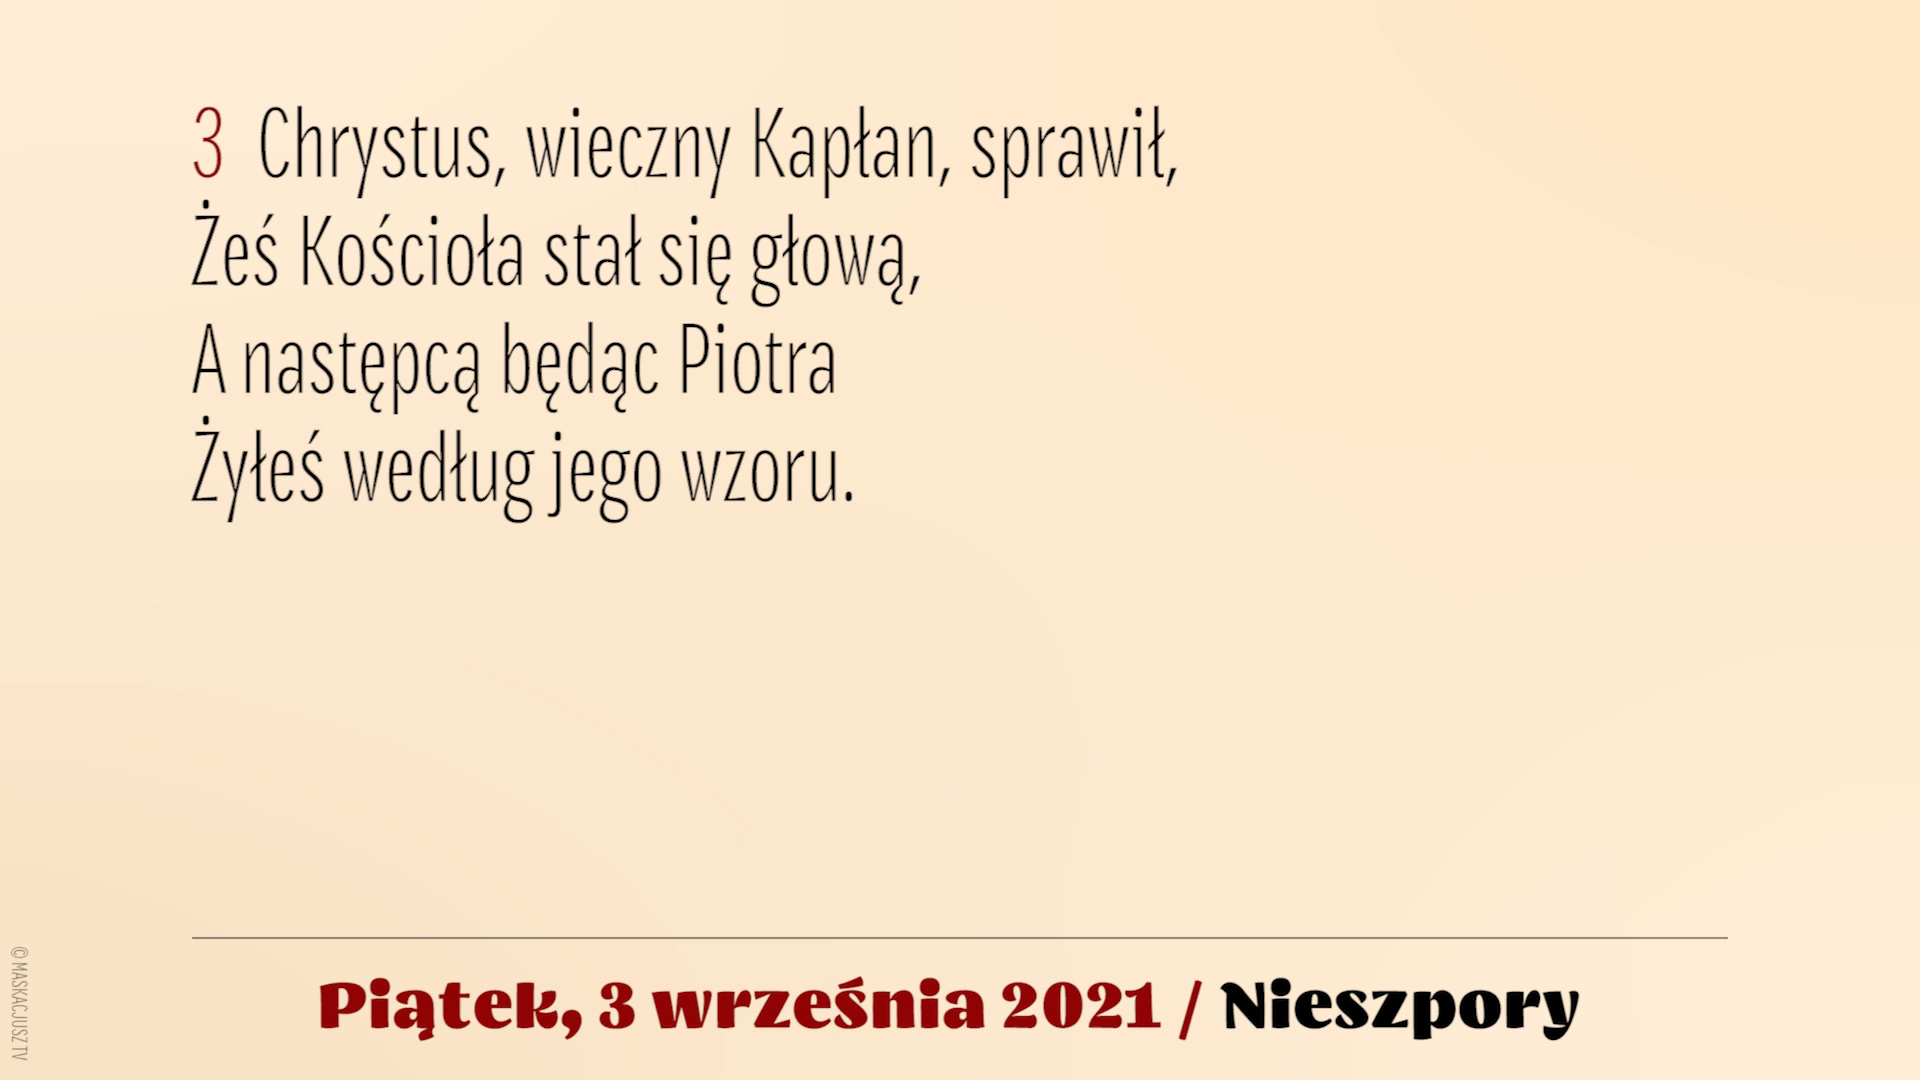 3 Chrystus, wieczny Kapłan, sprawił,
Żeś Kościoła stał się głową,
A następcą będąc Piotra
Żyłeś według jego wzoru.
Piątek, 3 września 2021 / Nieszpory
© MASKACJUSZ TV